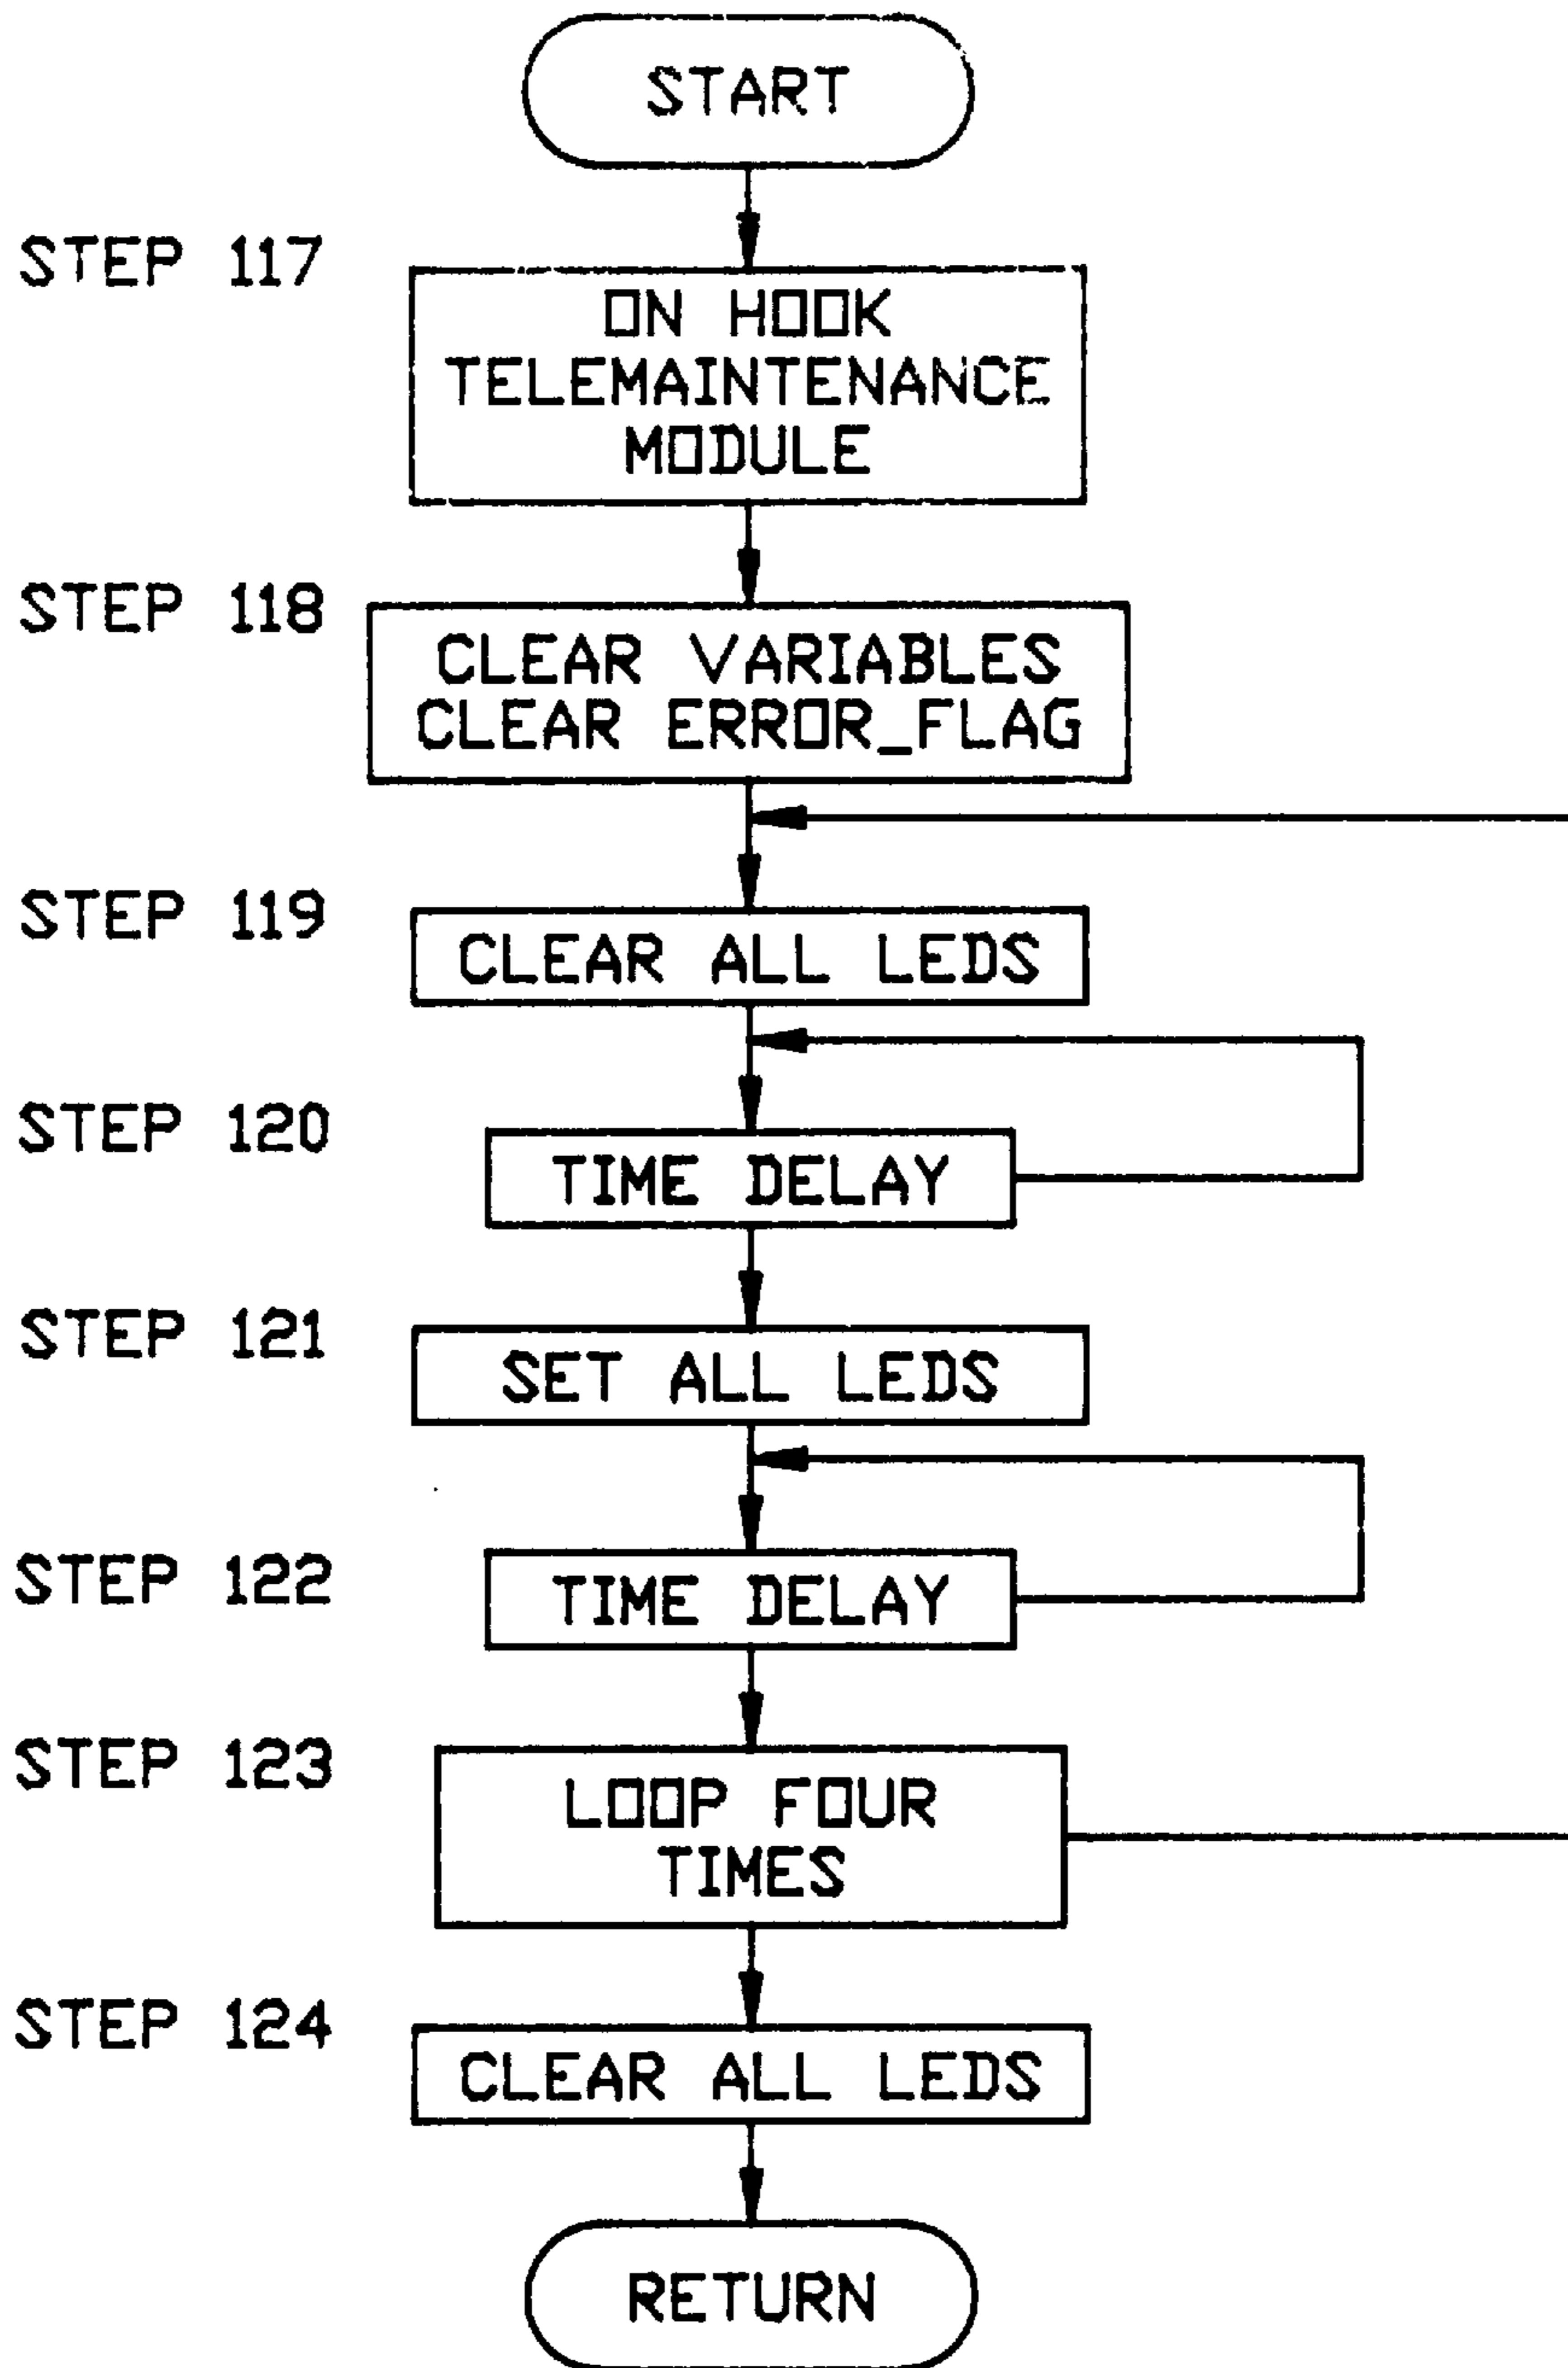 START
STEP 117
ON HOOK
TELEMAINTENANCE
MODULE
STEP 118
CLEAR VARIABLES
CLEAR ERROR_FLAG
STEP 119
CLEAR ALL LEDS
STEP 120
TIME DELAY
STEP 121
SET ALL LEDS
STEP 122
TIME DELAY
STEP 123
LOOP FOUR
TIMES
STEP 124
CLEAR ALL LEDS
RETURN